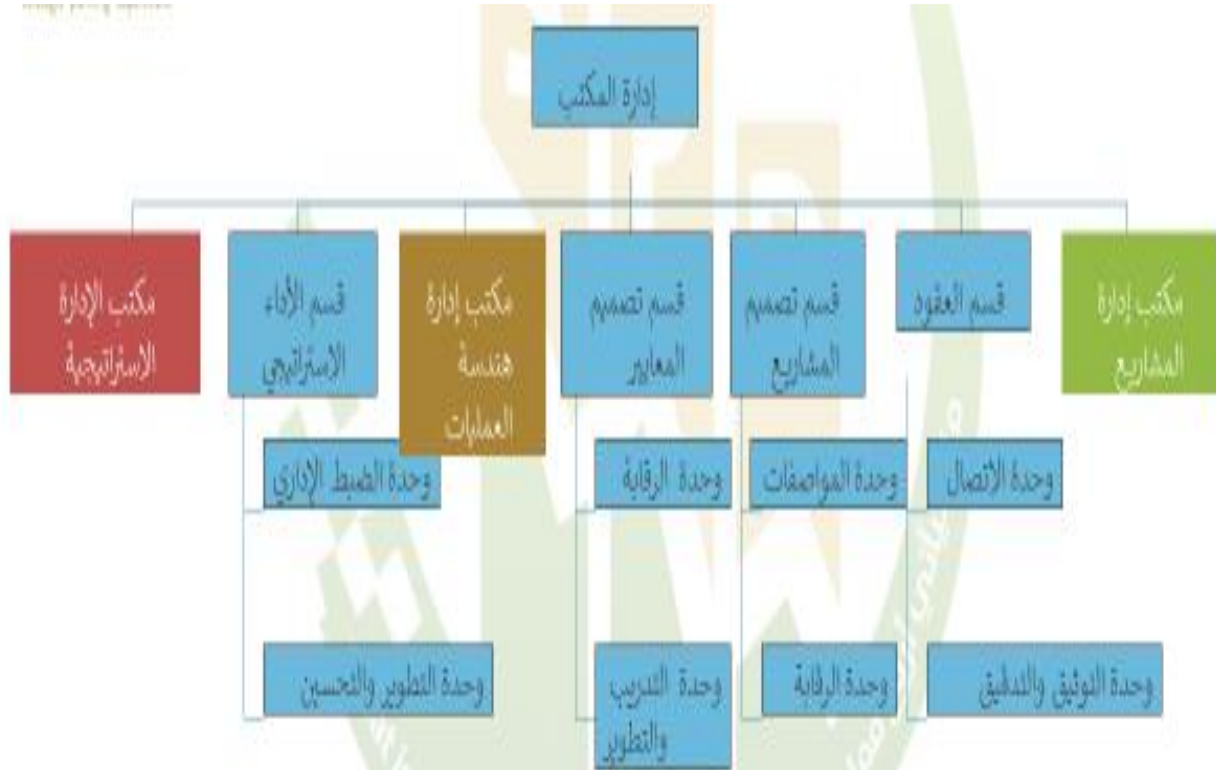 إدارة المكتب
مكتب إدارة
المشاريع
قسم العقود
قسم تصميم
المشاريع
قسم تصميم
المعايير
مكتب إدارة
هندسة
العمليات
قسم الأداء
الاستراتيجي
مكتب الإدارة
الاستراتيجية
وحدة الاتصال
وحدة المواصفات
وحدة الرقابة
وحدة الضبط الإداري
وحدة التوثيق والتدقيق
وحدة الرقابة
وحدة التدريب
والتطوير
وحدة التطوير والتحسين